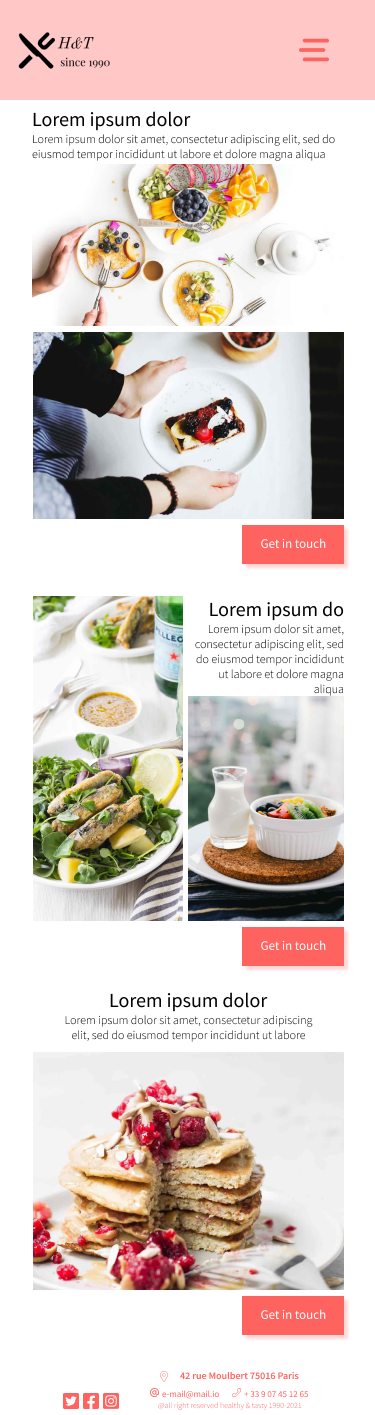 H&T
since 1990
Lorem ipsum dolor
Lorem ipsum dolor sit amet, consectetur adipiscing elit, sed do
eiusmod tempor incididunt ut labore et dolore magna aliqua
Get in touch
Lorem ipsum do
Lorem ipsum dolor sit amet,
consectetur adipiscing elit, sed
do eiusmod tempor incididunt
ut labore et dolore magna
aliqua
Get in touch
Lorem ipsum dolor
Lorem ipsum dolor sit amet, consectetur adipiscing
elit, sed do eiusmod tempor incididunt ut labore
Get in touch
42 rue Moulbert 75016 Paris
e-mail@mail.io + 33 9 07 45 12 65
@all right reserved healthy & tasty 1990-2021